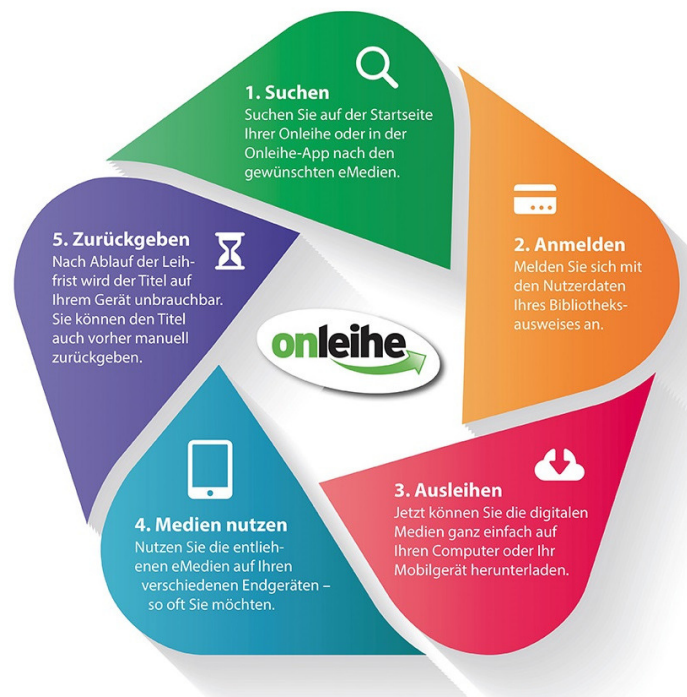 1. Suchen
Suchen Sie auf der Startseite
Ihrer Onleihe oder in der
Onleihe-App nach den
gewünschten eMedien.
2. Anmelden
Melden Sie sich mit
den Nutzerdaten
Ihres Bibliotheks-
ausweises an.
3. Ausleihen
Jetzt können Sie die digitalen
Medien ganz einfach auf
Ihren Computer oder Ihr
Mobilgerät herunterladen.
4. Medien nutzen
Nutzen Sie die entlieh-
enen eMedien auf Ihren
verschiedenen Endgeräten –
so oft Sie möchten.
5. Zurückgeben
Nach Ablauf der Leih-
frist wird der Titel auf
Ihrem Gerät unbrauchbar.
Sie können den Titel
auch vorher manuell
zurückgeben.
onleihe